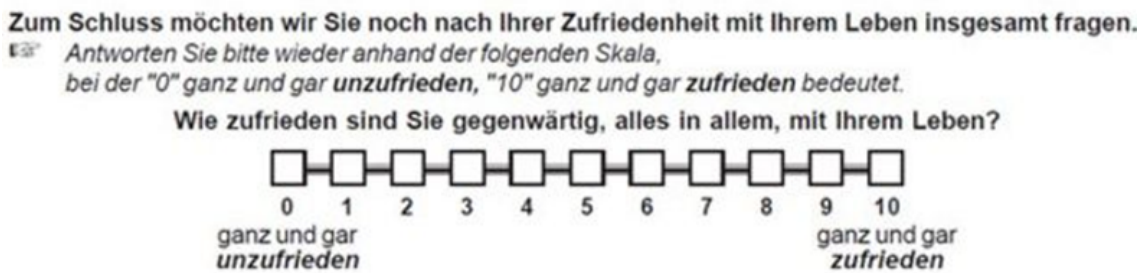 Zum Schluss möchten wir Sie noch nach Ihrer Zufriedenheit mit Ihrem Leben insgesamt fragen.
☞ Antworten Sie bitte wieder anhand der folgenden Skala,
bei der "0" ganz und gar unzufrieden, "10" ganz und gar zufrieden bedeutet.
Wie zufrieden sind Sie gegenwärtig, alles in allem, mit Ihrem Leben?
0 1 2 3 4 5 6 7 8 9 10
ganz und gar ganz und gar
unzufrieden zufrieden